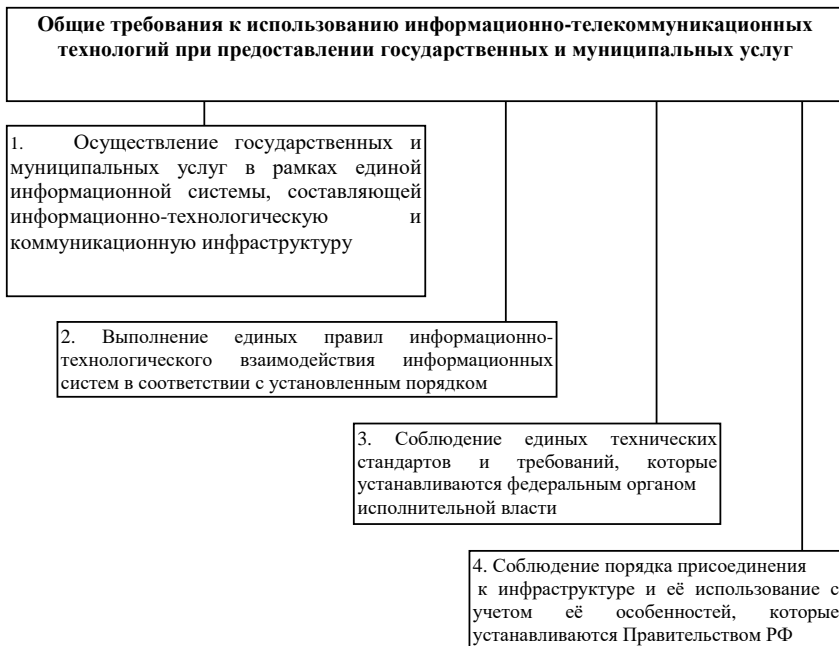 Общие требования к использованию информационно-телекоммуникационных
технологий при предоставлении государственных и муниципальных услуг
1. Осуществление государственных и
муниципальных услуг в рамках единой
информационной системы, составляющей
информационно-технологическую и
коммуникационную инфраструктуру
2. Выполнение единых правил информационно-
технологического взаимодействия информационных
систем в соответствии с установленным порядком
3. Соблюдение единых технических
стандартов и требований, которые
устанавливаются федеральным органом
исполнительной власти
4. Соблюдение порядка присоединения
к инфраструктуре и её использование с
учетом её особенностей, которые
устанавливаются Правительством РФ